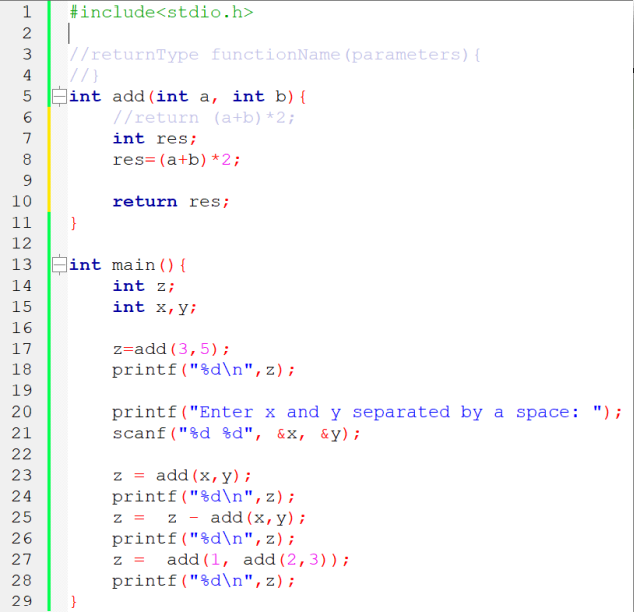 1 #include<stdio.h>
2
3 //returnType functionName(parameters){
4 //}
5 int add(int a, int b){
6     //return (a+b)*2;
7     int res;
8     res=(a+b)*2;
9
10     return res;
11 }
12
13 int main(){
14     int z;
15     int x,y;
16
17     z=add(3,5);
18     printf("%d\n",z);
19
20     printf("Enter x and y separated by a space: ");
21     scanf("%d %d", &x, &y);
22
23     z = add(x,y);
24     printf("%d\n",z);
25     z =  z - add(x,y);
26     printf("%d\n",z);
27     z =  add(1, add(2,3));
28     printf("%d\n",z);
29 }